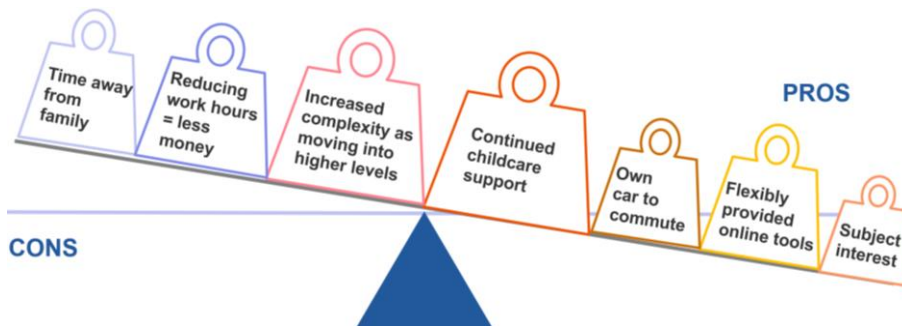 Time away
from
family
Reducing
work hours
= less
money
Increased
complexity as
moving into
higher levels
Continued
childcare
support
Own
car to
commute
Flexibly
provided
online tools
Subject
interest
PROS
CONS